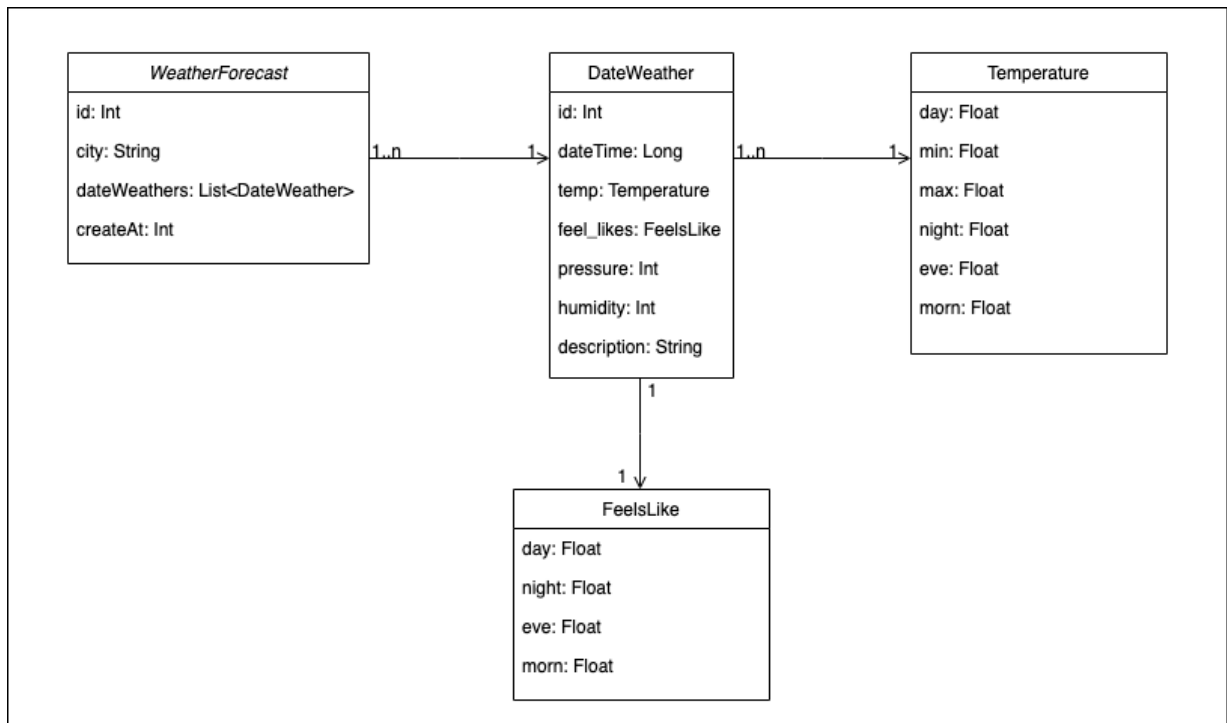 WeatherForecast
id: Int
city: String
dateWeathers: List<DateWeather>
createAt: Int
1..n
1
DateWeather
id: Int
dateTime: Long
temp: Temperature
feel_likes: FeelsLike
pressure: Int
humidity: Int
description: String
1..n
1
Temperature
day: Float
min: Float
max: Float
night: Float
eve: Float
morn: Float
1
1
FeelsLike
day: Float
night: Float
eve: Float
morn: Float